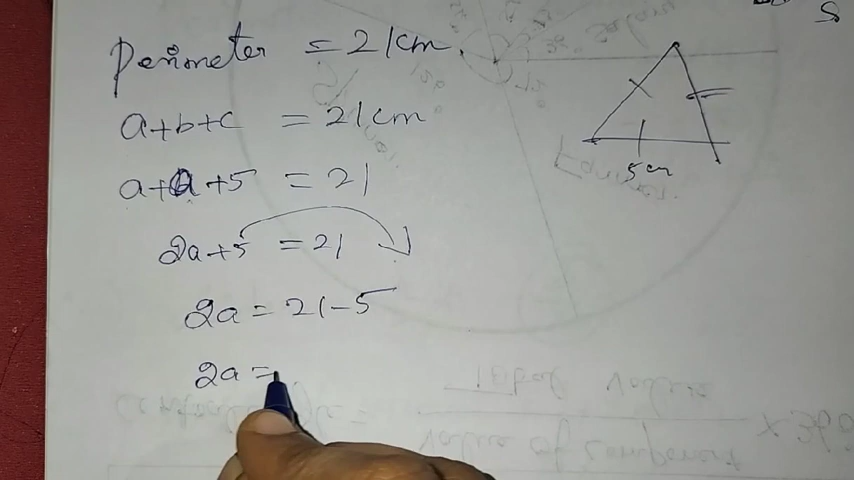 Perimeter = 21cm.
a+b+c = 21cm
a+a+5 = 21
2a+5 = 21
2a = 21-5
2a =
5cm
S